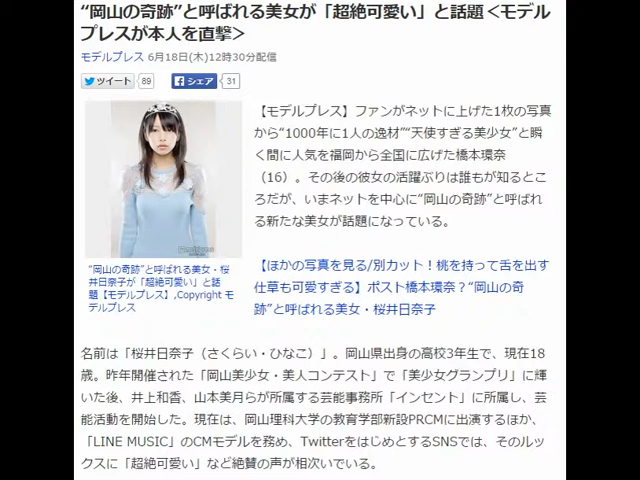 “岡山の奇跡”と呼ばれる美女が「超絶可愛い」と話題＜モデル
プレスが本人を直撃＞
モデルプレス 6月18日(木)12時30分配信
ツイート 89 シェア 31
【モデルプレス】ファンがネットに上げた1枚の写真
から“1000年に1人の逸材”“天使すぎる美少女”と瞬
く間に人気を福岡から全国に広げた橋本環奈
（16）。その後の彼女の活躍ぶりは誰もが知るとこ
ろだが、いまネットを中心に“岡山の奇跡”と呼ばれ
る新たな美女が話題になっている。
“岡山の奇跡”と呼ばれる美女・桜
井日奈子が「超絶可愛い」と話
題【モデルプレス】,Copyright モ
デルプレス
【ほかの写真を見る/別カット！桃を持って舌を出す
仕草も可愛すぎる】ポスト橋本環奈？“岡山の奇
跡”と呼ばれる美女・桜井日奈子
名前は「桜井日奈子（さくらい・ひなこ）」。岡山県出身の高校3年生で、現在18
歳。昨年開催された「岡山美少女・美人コンテスト」で「美少女グランプリ」に輝
いた後、井上和香、山本美月らが所属する芸能事務所「インセント」に所属し、芸
能活動を開始した。現在は、岡山理科大学の教育学部新設PRCMに出演するほか、
「LINE MUSIC」のCMモデルを務め、TwitterをはじめとするSNSでは、そのルッ
クスに「超絶可愛い」など絶賛の声が相次いでいる。